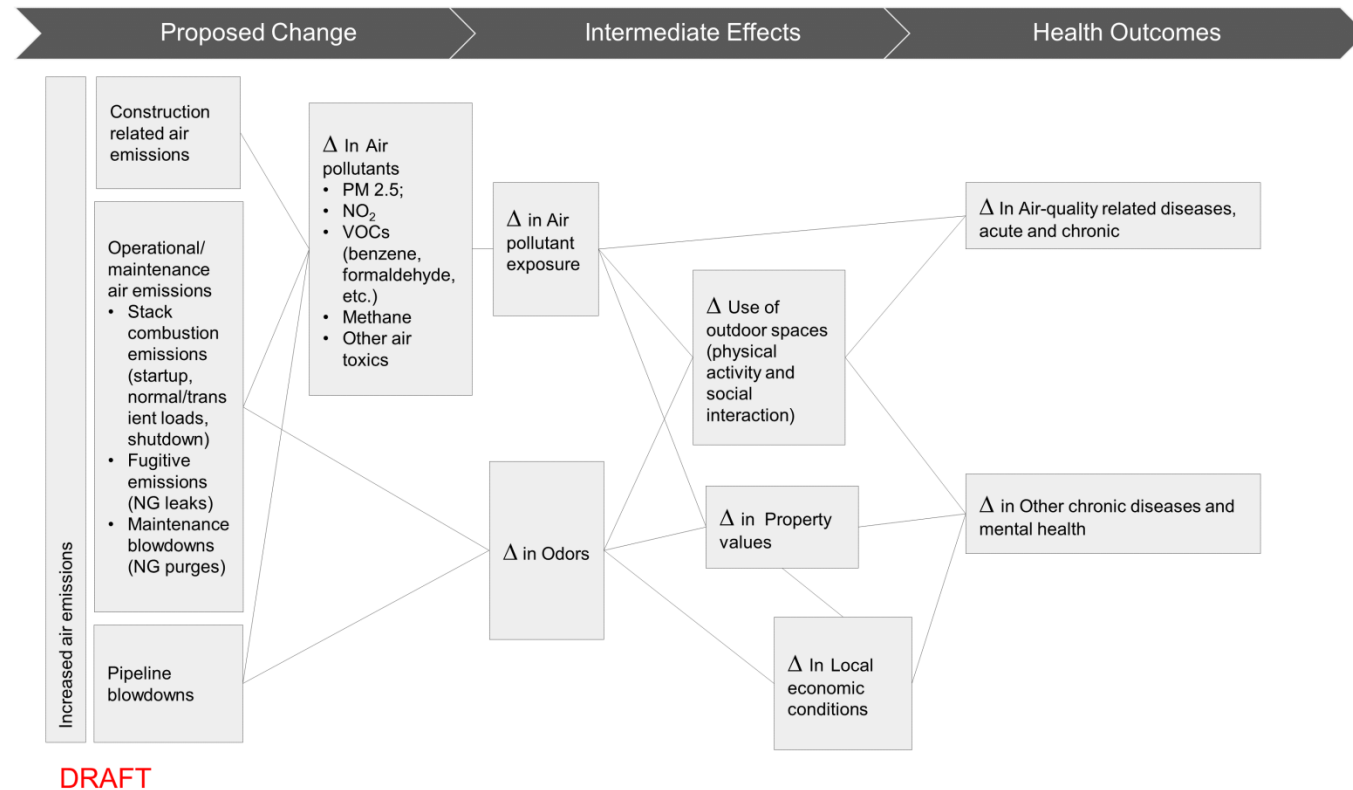 Proposed Change
Intermediate Effects
Health Outcomes
Increased air emissions
Construction
related air
emissions
Operational/
maintenance
air emissions
• Stack
combustion
emissions
(startup,
normal/trans
ient loads,
shutdown)
• Fugitive
emissions
(NG leaks)
• Maintenance
blowdowns
(NG purges)
Pipeline
blowdowns
Δ In Air
pollutants
• PM 2.5;
• NO₂
• VOCs
(benzene,
formaldehyde,
etc.)
• Methane
• Other air
toxics
Δ in Air
pollutant
exposure
Δ in Odors
Δ Use of
outdoor spaces
(physical
activity and
social
interaction)
Δ in Property
values
Δ In Local
economic
conditions
Δ In Air-quality related diseases,
acute and chronic
Δ in Other chronic diseases and
mental health
DRAFT